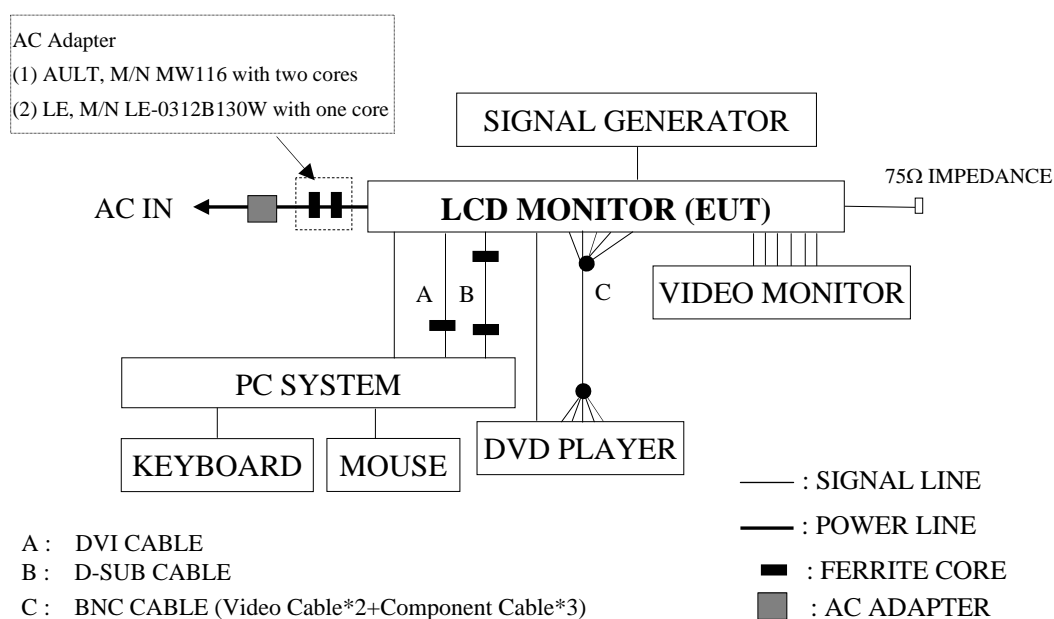 AC Adapter
(1) AULT, M/N MW116 with two cores
(2) LE, M/N LE-0312B130W with one core
SIGNAL GENERATOR
75Ω IMPEDANCE
AC IN
LCD MONITOR (EUT)
A
B
C
VIDEO MONITOR
PC SYSTEM
KEYBOARD
MOUSE
DVD PLAYER
: SIGNAL LINE
: POWER LINE
: FERRITE CORE
: AC ADAPTER
A : DVI CABLE
B : D-SUB CABLE
C : BNC CABLE (Video Cable*2+Component Cable*3)